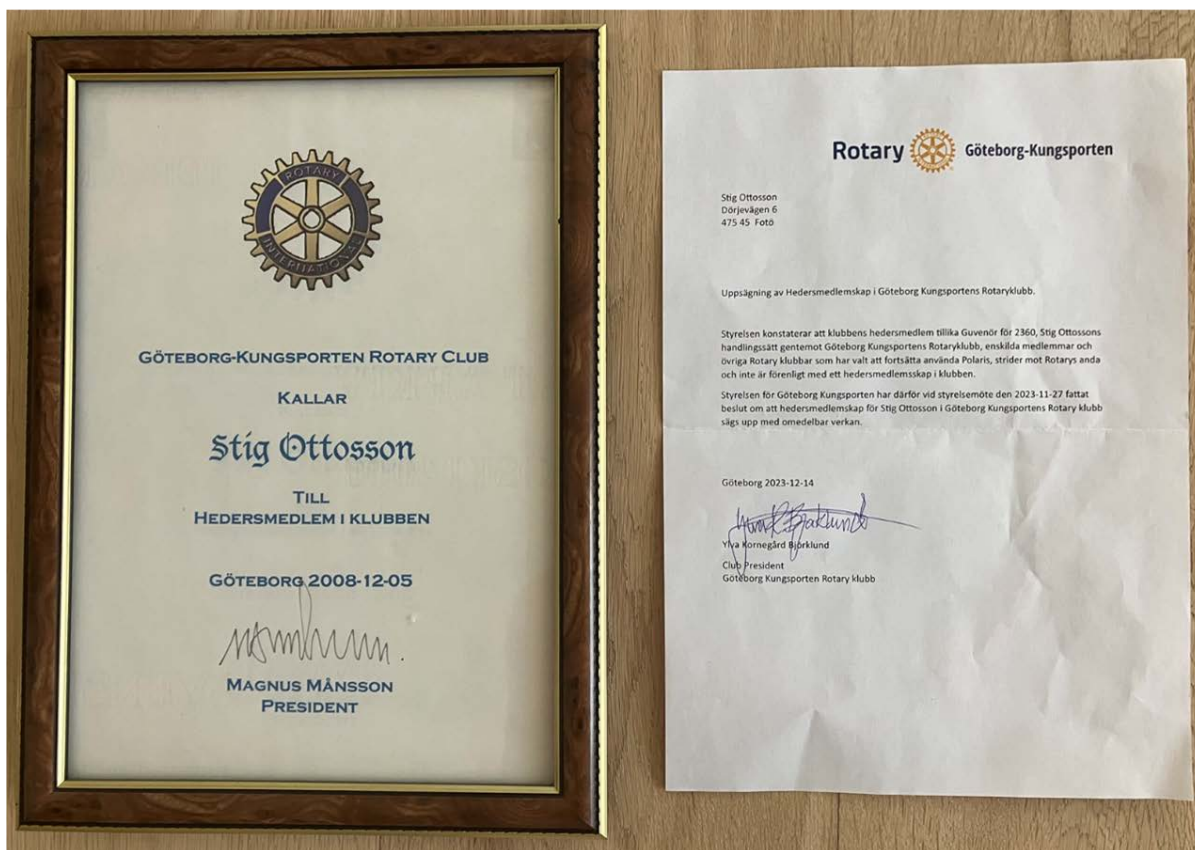 ROTARY
INTERNATIONAL
GÖTEBORG-KUNGSPORTEN ROTARY CLUB
KALLAR
Stig Ottosson
TILL
HEDERSMEDLEM I KLUBBEN
GÖTEBORG 2008-12-05
MAGNUS MÅNSSON
PRESIDENT
Rotary Göteborg-Kungsporten
Stig Ottosson
Dörjevägen 6
475 45 Fotö
Uppsägning av Hedersmedlemskap i Göteborg Kungsportens Rotaryklubb.
Styrelsen konstaterar att klubbens hedersmedlem tillika Guvenör för 2360, Stig Ottossons
handlingssätt gentemot Göteborg Kungsportens Rotaryklubb, enskilda medlemmar och
övriga Rotary klubbar som har valt att fortsätta använda Polaris, strider mot Rotarys anda
och inte är förenligt med ett hedersmedlemsskap i klubben.
Styrelsen för Göteborg Kungsporten har därför vid styrelsemöte den 2023-11-27 fattat
beslut om att hedersmedlemskap för Stig Ottosson i Göteborg Kungsportens Rotary klubb
sägs upp med omedelbar verkan.
Göteborg 2023-12-14
Ylva Kornegård Björklund
Club President
Göteborg Kungsporten Rotary klubb